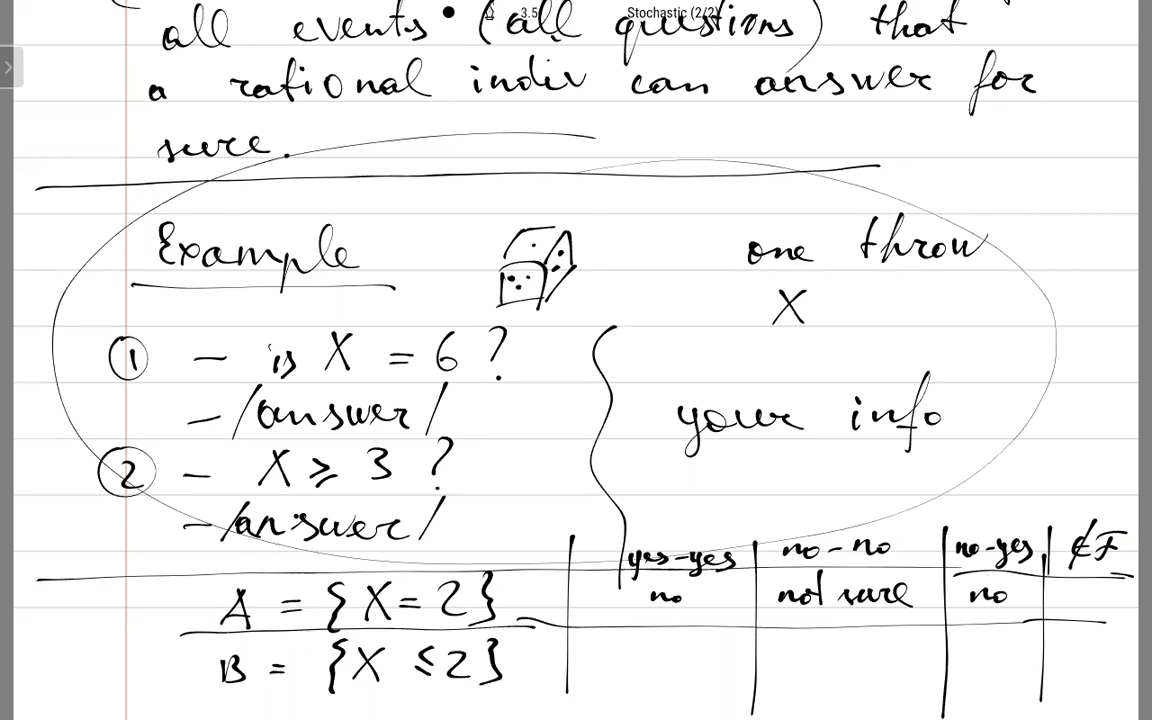 3.5
Stochastic (2/2)
all events (all questions) that
a rational indiv can answer for
sure.
Example one throw
X
① - is X = 6 ?
- /answer/ your info
② - X ⩾ 3 ?
- /answer/
yes-yes no-no no-yes ∉ F
A = {X = 2} no not sure no
B = {X ≤ 2}